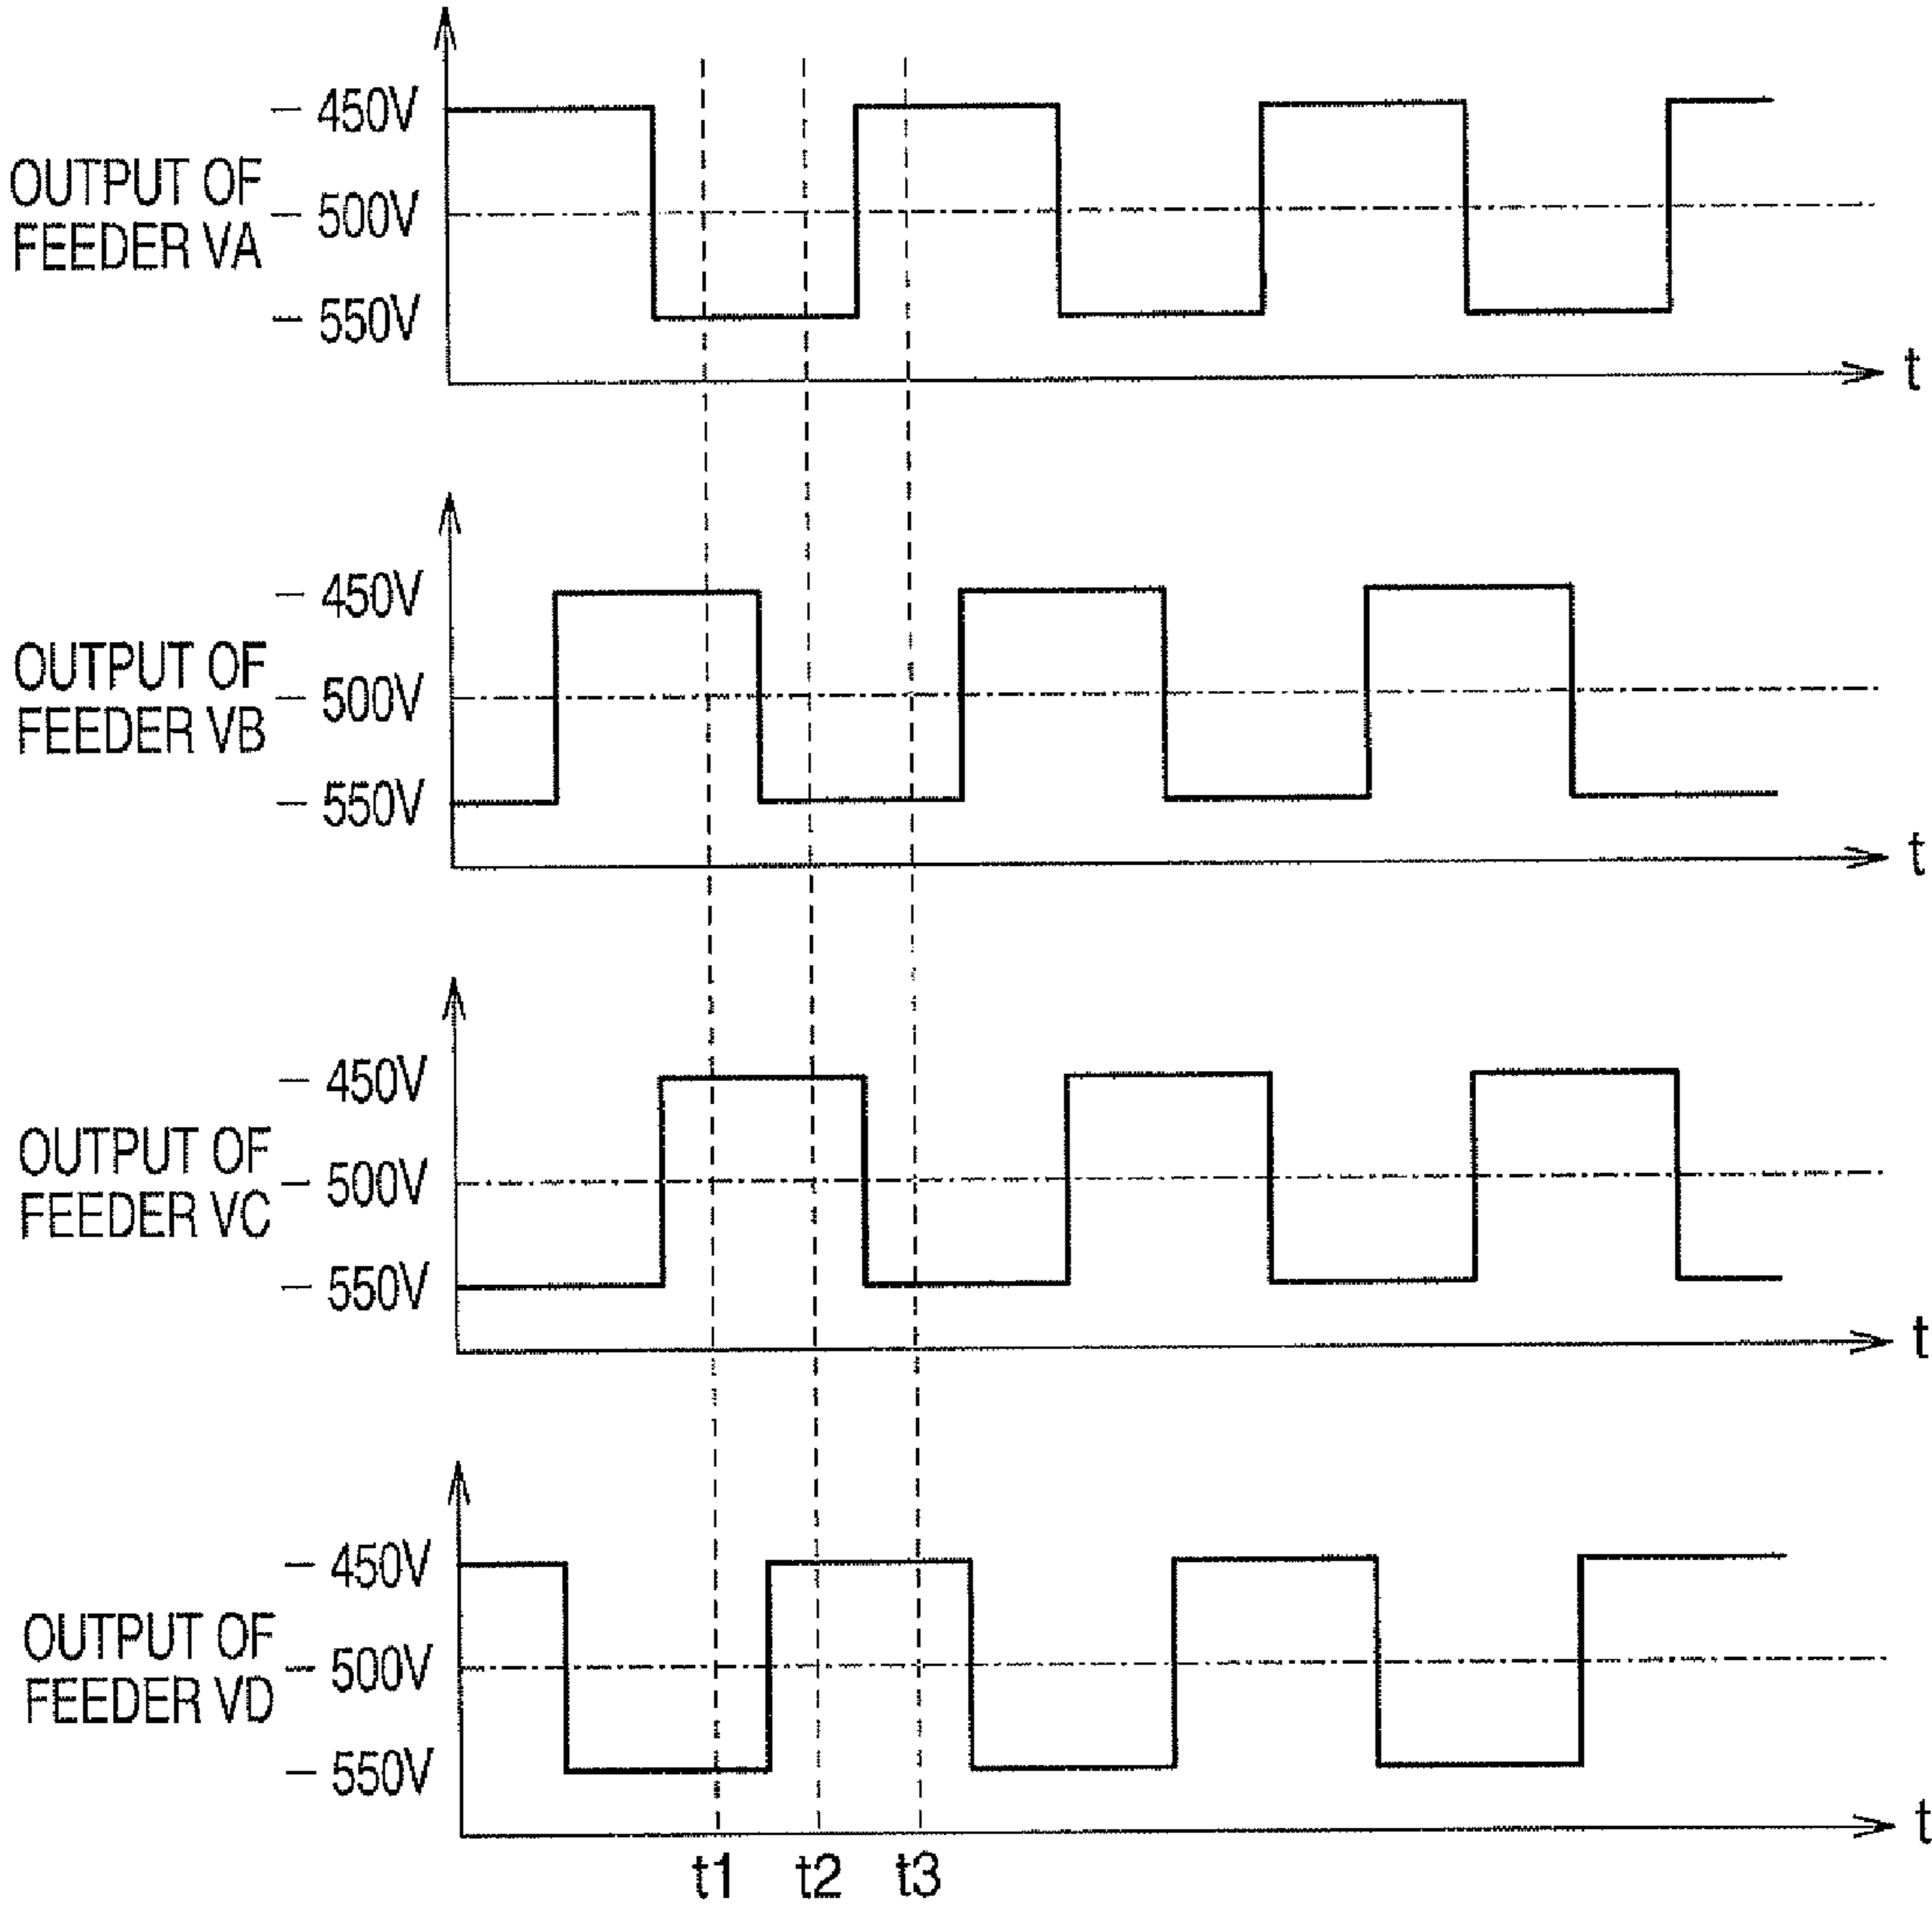 – 450V
OUTPUT OF
FEEDER VA
– 500V
– 550V
t
– 450V
OUTPUT OF
FEEDER VB
– 500V
– 550V
t
– 450V
OUTPUT OF
FEEDER VC
– 500V
– 550V
t
– 450V
OUTPUT OF
FEEDER VD
– 500V
– 550V
t
t1 t2 t3